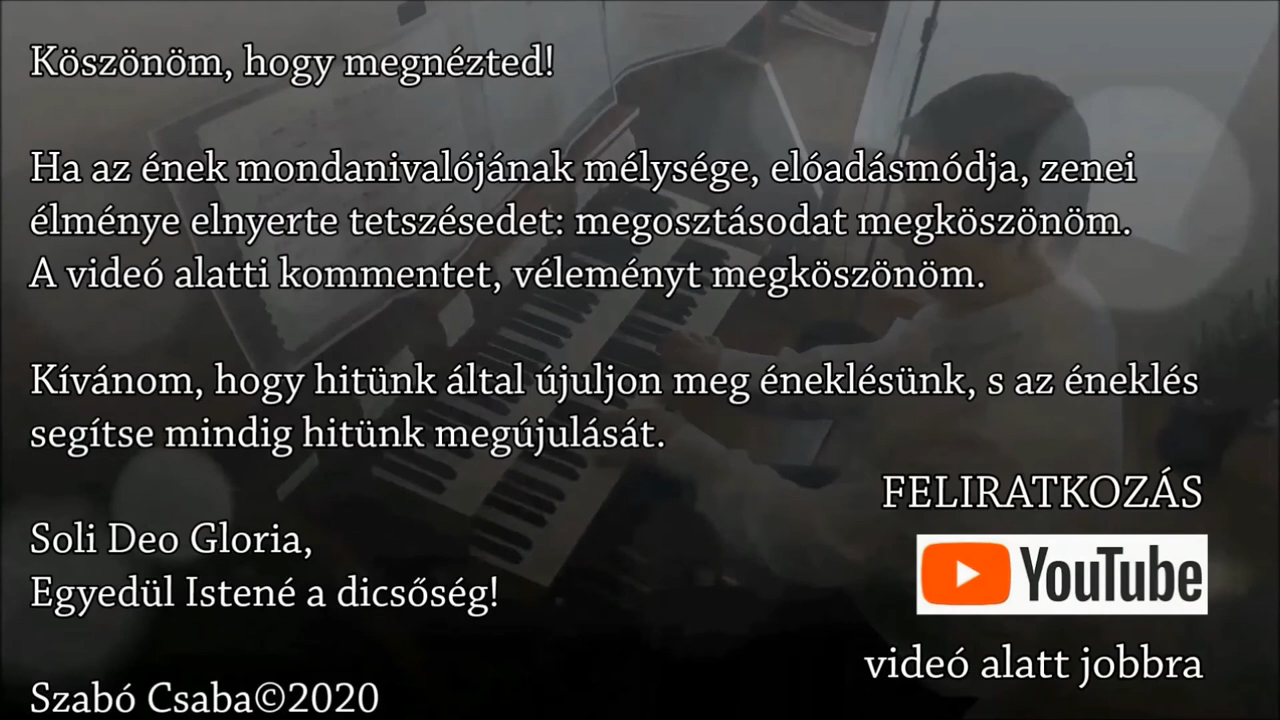 Köszönöm, hogy megnézted!
Ha az ének mondanivalójának mélysége, elóadásmódja, zenei
élménye elnyerte tetszésedet: megosztásodat megköszönöm.
A videó alatti kommentet, véleményt megköszönöm.
Kívánom, hogy hitünk által újuljon meg éneklésünk, s az éneklés
segítse mindig hitünk megújulását.
FELIRATKOZÁS
Soli Deo Gloria,
YouTube
Egyedül Istené a dicsőség!
videó alatt jobbra
Szabó Csaba©2020